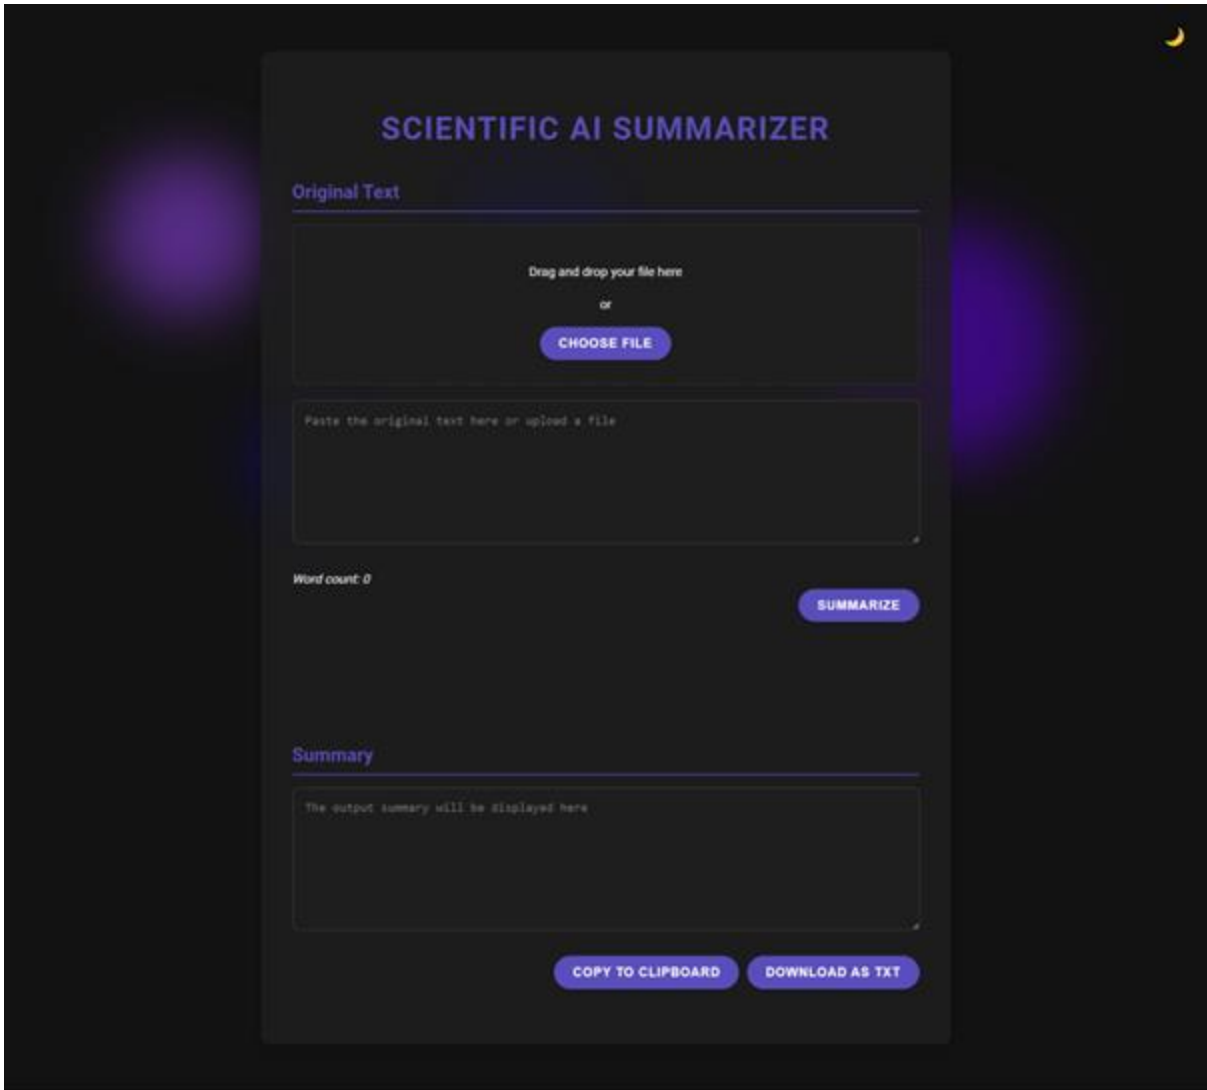 SCIENTIFIC AI SUMMARIZER
Original Text
Drag and drop your file here
or
CHOOSE FILE
Paste the original text here or upload a file
Word count: 0
SUMMARIZE
Summary
The output summary will be displayed here
COPY TO CLIPBOARD
DOWNLOAD AS TXT